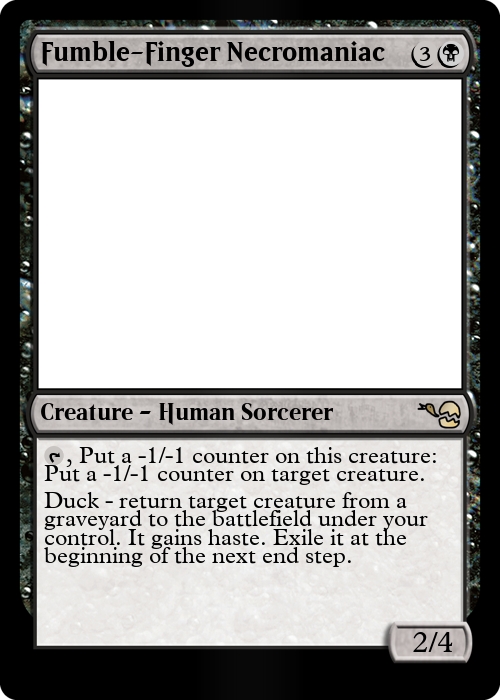 Fumble-Finger Necromaniac 3
Creature - Human Sorcerer
, Put a -1/-1 counter on this creature:
Put a -1/-1 counter on target creature.
Duck - return target creature from a
graveyard to the battlefield under your
control. It gains haste. Exile it at the
beginning of the next end step.
2/4